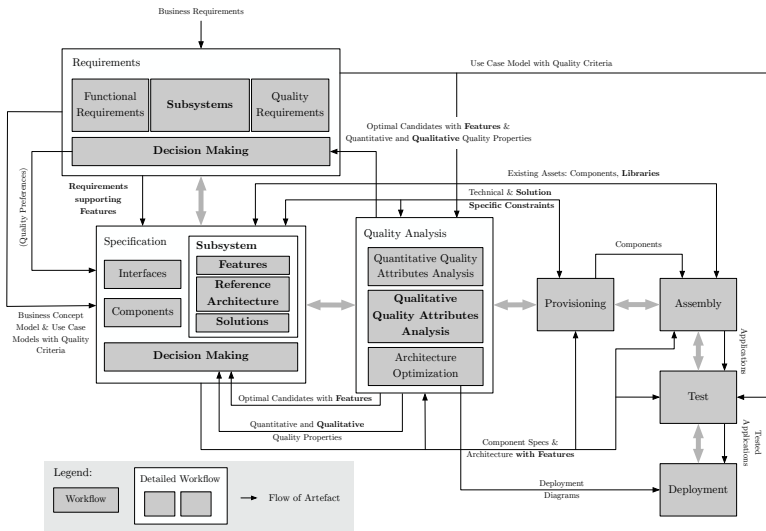 Business Requirements
Requirements
Functional
Requirements
Subsystems
Quality
Requirements
Decision Making
Use Case Model with Quality Criteria
Optimal Candidates with Features &
Quantitative and Qualitative Quality Properties
(Quality Preferences)
Requirements
supporting
Features
Existing Assets: Components, Libraries
Technical & Solution
Specific Constraints
Specification
Interfaces
Components
Subsystem
Features
Reference
Architecture
Solutions
Decision Making
Quality Analysis
Quantitative Quality
Attributes Analysis
Qualitative
Quality Attributes
Analysis
Architecture
Optimization
Components
Provisioning
Assembly
Business Concept
Model & Use Case
Models with Quality
Criteria
Applications
Test
Optimal Candidates with Features
Quantitative and Qualitative
Quality Properties
Component Specs &
Architecture with Features
Tested
Applications
Deployment
Diagrams
Deployment
Legend:
Workflow
Detailed Workflow
Flow of Artefact